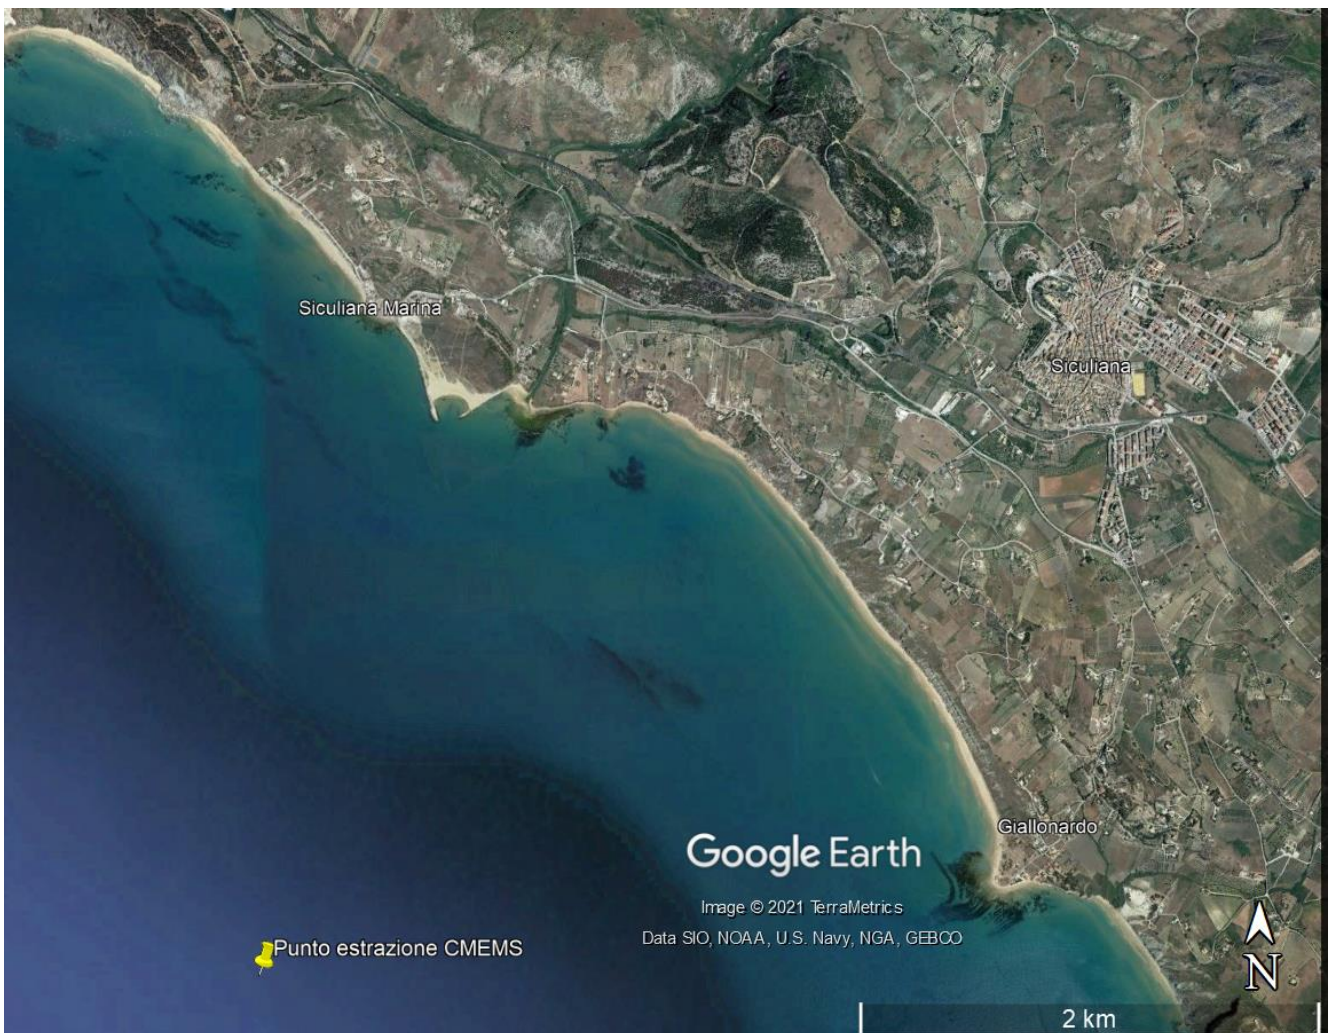 Siculiana Marina
Siculiana
Giallonardo
Google Earth
Image © 2021 TerraMetrics
Data SIO, NOAA, U.S. Navy, NGA, GEBCO
Punto estrazione CMEMS
N
2 km